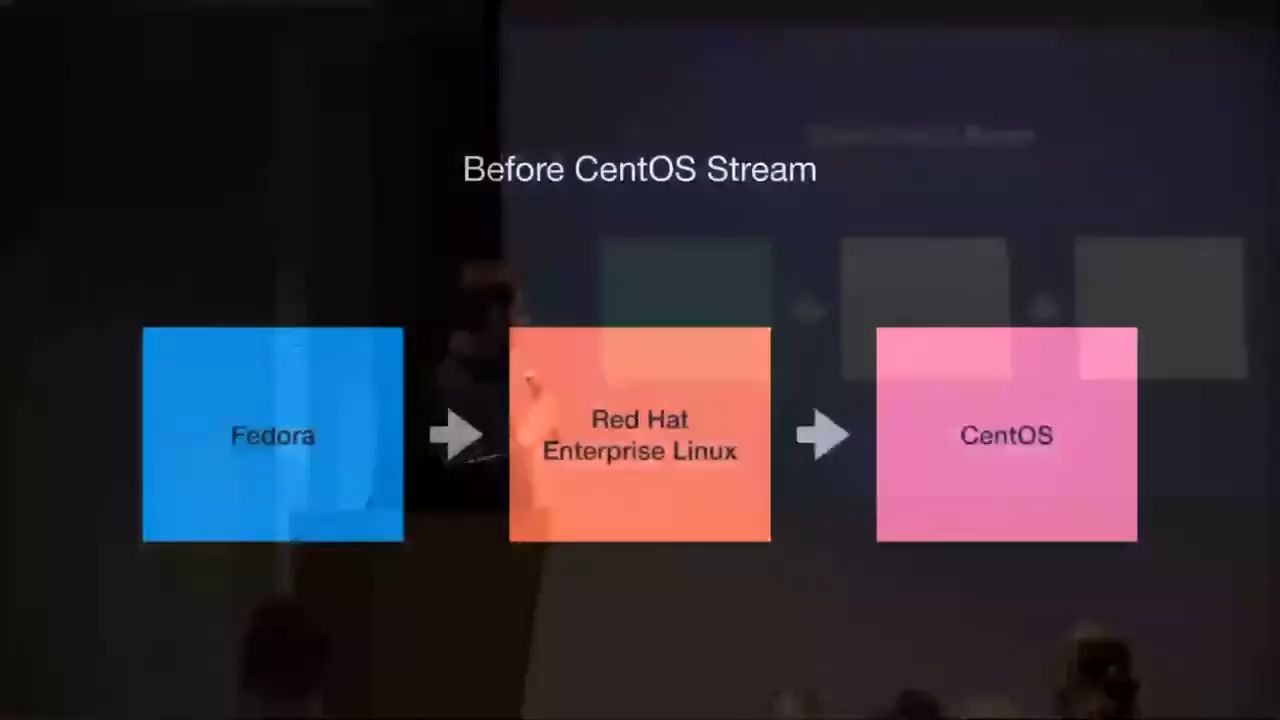 Before CentOS Stream
Fedora
Red Hat
Enterprise Linux
CentOS